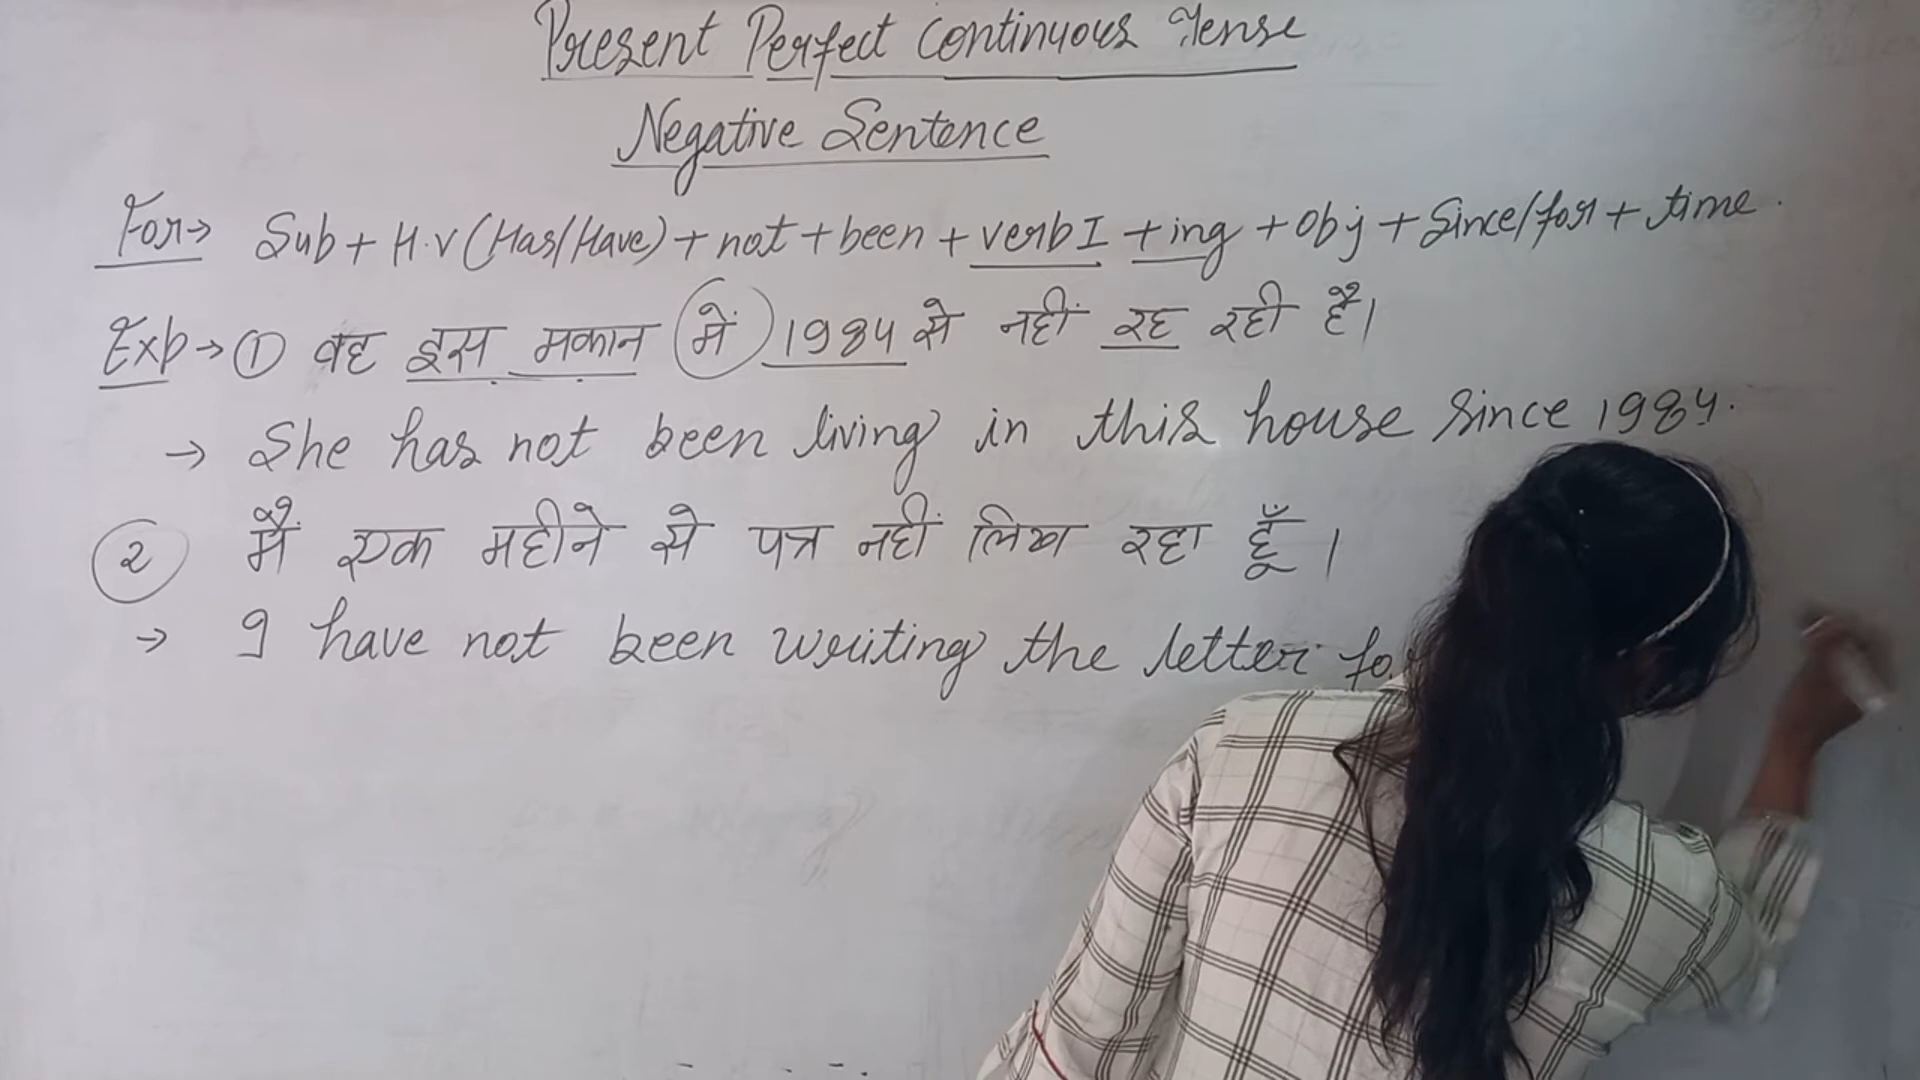 Present Perfect Continuous Tense
Negative Sentence
For→ Sub + H.V (Has/Have) + not + been + verb I + ing + Obj + Since/for + time.
Exp→ ① वह इस मकान में 1984 से नहीं रह रही है।
→ She has not been living in this house since 1984.
② मैं एक महीने से पत्र नहीं लिख रहा हूँ।
→ I have not been writing the letter for